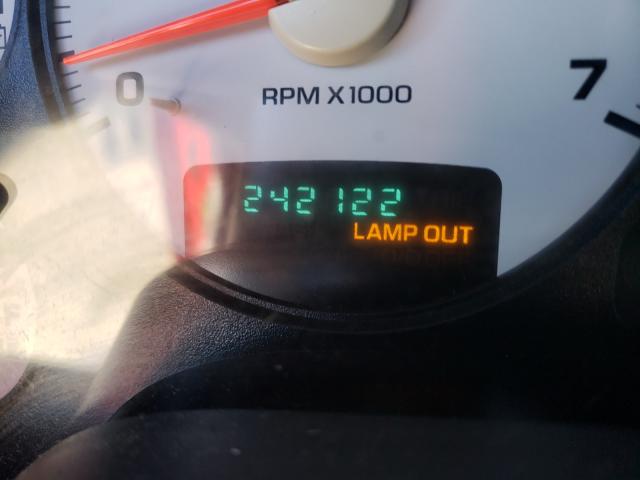 0
7
RPM X1000
242122
LAMP OUT